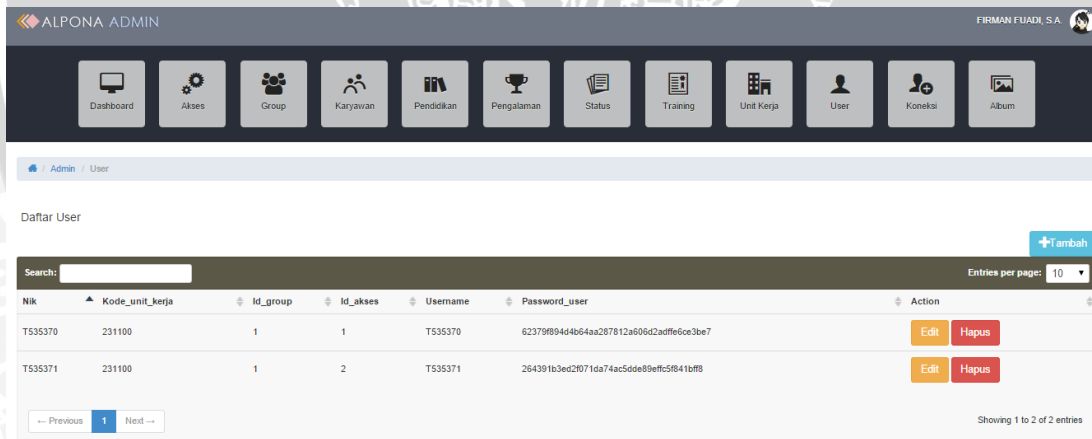 ALPONA ADMIN
FIRMAN FUADI, S.A.
Dashboard Akses Group Karyawan Pendidikan Pengalaman Status Training Unit Kerja User Koneksi Album
/ Admin / User
Daftar User
+Tambah
Search: Entries per page: 10
Nik Kode_unit_kerja Id_group Id_akses Username Password_user Action
T535370 231100 1 1 T535370 62379f894d4b64aa287812a606d2adffe6ce3be7 Edit Hapus
T535371 231100 1 2 T535371 264391b3ed2f071da74ac5dde89effc5f841bff8 Edit Hapus
← Previous 1 Next → Showing 1 to 2 of 2 entries